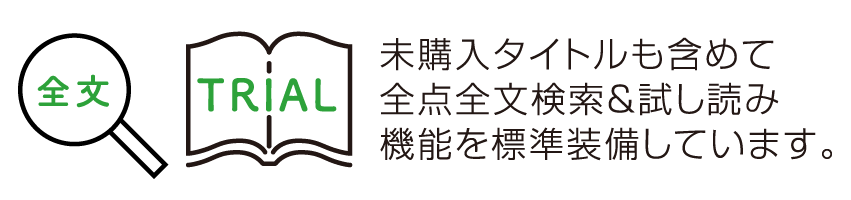 全文
TRIAL
未購入タイトルも含めて
全点全文検索&試し読み
機能を標準装備しています。